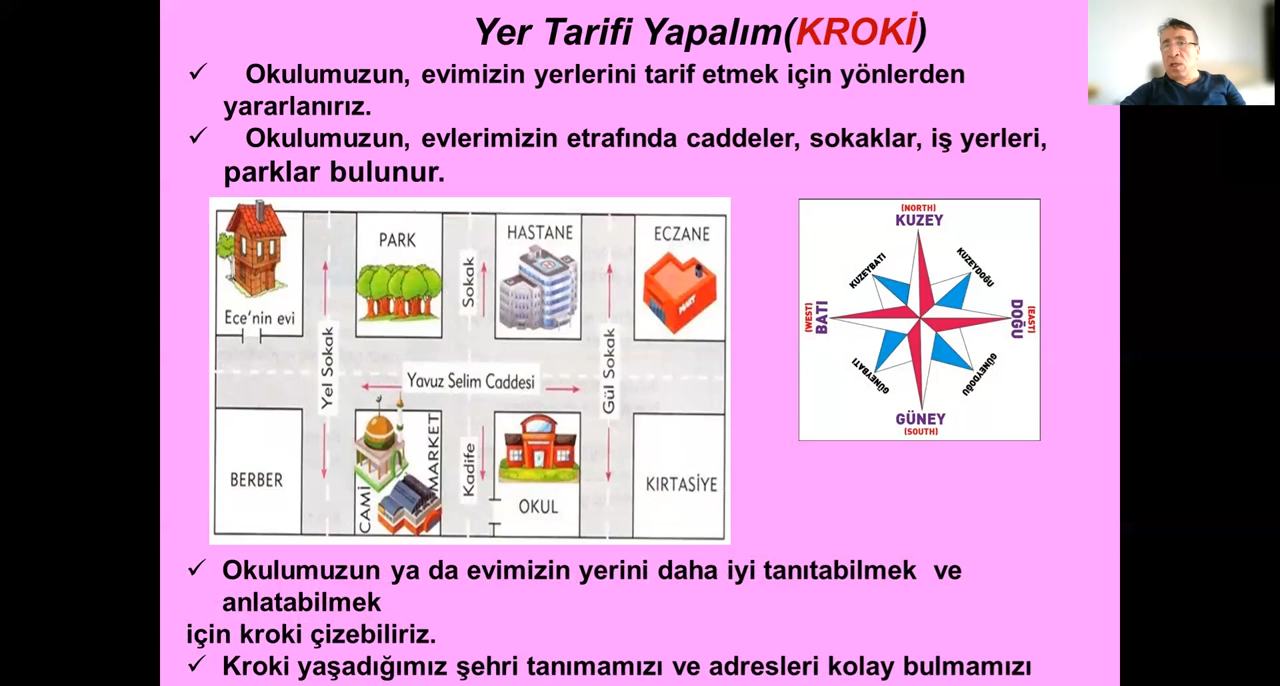 Yer Tarifi Yapalım(KROKİ)
✓ Okulumuzun, evimizin yerlerini tarif etmek için yönlerden
yararlanırız.
✓ Okulumuzun, evlerimizin etrafında caddeler, sokaklar, iş yerleri,
parklar bulunur.
Ece'nin evi
PARK
HASTANE
ECZANE
Yel Sokak
Sokak
Gül Sokak
Yavuz Selim Caddesi
BERBER
CAMİ
MARKET
Kadife
OKUL
KIRTASİYE
(NORTH)
KUZEY
KUZEYBATI
KUZEYDOĞU
(WEST)
BATI
DOĞU
(EAST)
GÜNEYBATI
GÜNEYDOĞU
GÜNEY
(SOUTH)
✓ Okulumuzun ya da evimizin yerini daha iyi tanıtabilmek ve
anlatabilmek
için kroki çizebiliriz.
✓ Kroki yaşadığımız şehri tanımamızı ve adresleri kolay bulmamızı